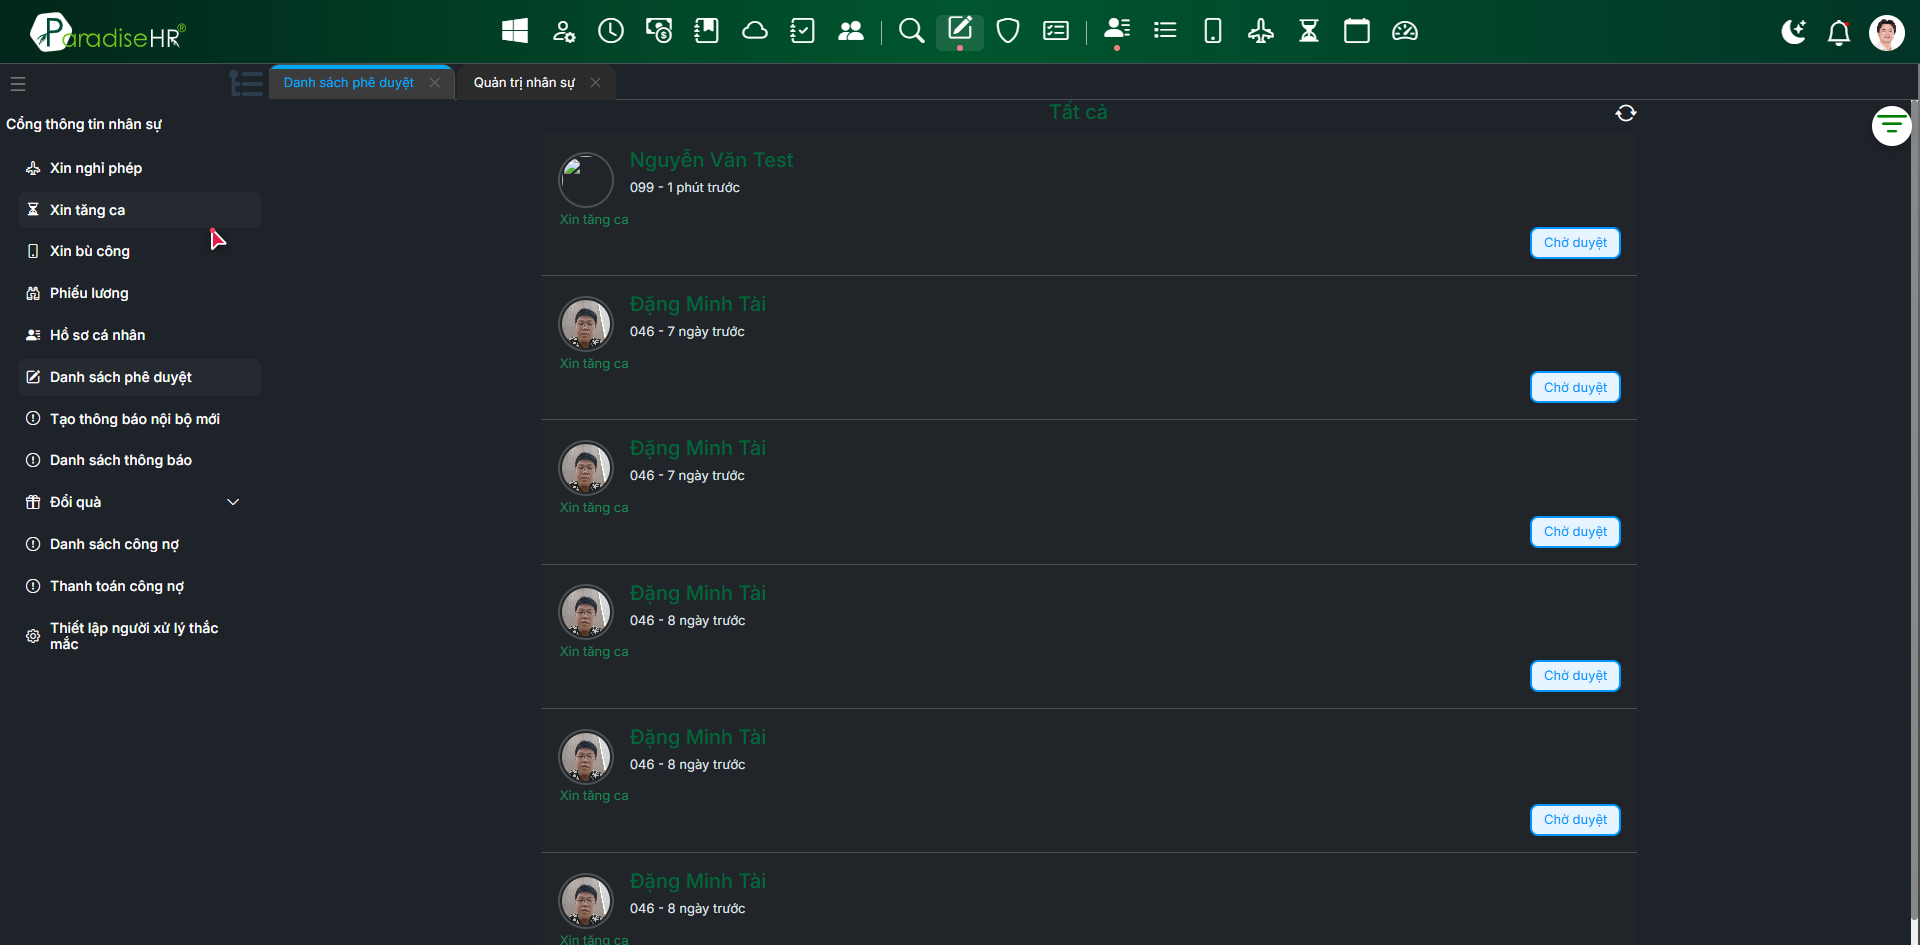 ParadiseHR®
Danh sách phê duyệt
Quản trị nhân sự
Cổng thông tin nhân sự
Xin nghỉ phép
Xin tăng ca
Xin bù công
Phiếu lương
Hồ sơ cá nhân
Danh sách phê duyệt
Tạo thông báo nội bộ mới
Danh sách thông báo
Đổi quà
Danh sách công nợ
Thanh toán công nợ
Thiết lập người xử lý thắc
mắc
Tất cả
Nguyễn Văn Test
099 - 1 phút trước
Xin tăng ca
Chờ duyệt
Đặng Minh Tài
046 - 7 ngày trước
Xin tăng ca
Chờ duyệt
Đặng Minh Tài
046 - 7 ngày trước
Xin tăng ca
Chờ duyệt
Đặng Minh Tài
046 - 8 ngày trước
Xin tăng ca
Chờ duyệt
Đặng Minh Tài
046 - 8 ngày trước
Xin tăng ca
Chờ duyệt
Đặng Minh Tài
046 - 8 ngày trước
Xin tăng ca